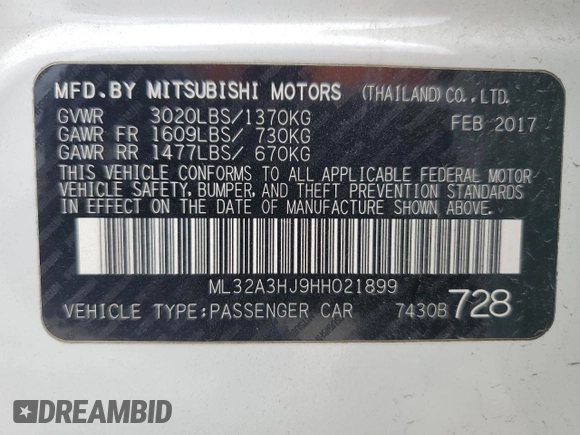 MFD.BY MITSUBISHI MOTORS (THAILAND)CO.,LTD.
GVWR 3020LBS/1370KG FEB 2017
GAWR FR 1609LBS/ 730KG
GAWR RR 1477LBS/ 670KG
THIS VEHICLE CONFORMS TO ALL APPLICABLE FEDERAL MOTOR
VEHICLE SAFETY, BUMPER, AND THEFT PREVENTION STANDARDS
IN EFFECT ON THE DATE OF MANUFACTURE SHOWN ABOVE.
ML32A3HJ9HH021899
VEHICLE TYPE:PASSENGER CAR 7430B 728
DREAMBID